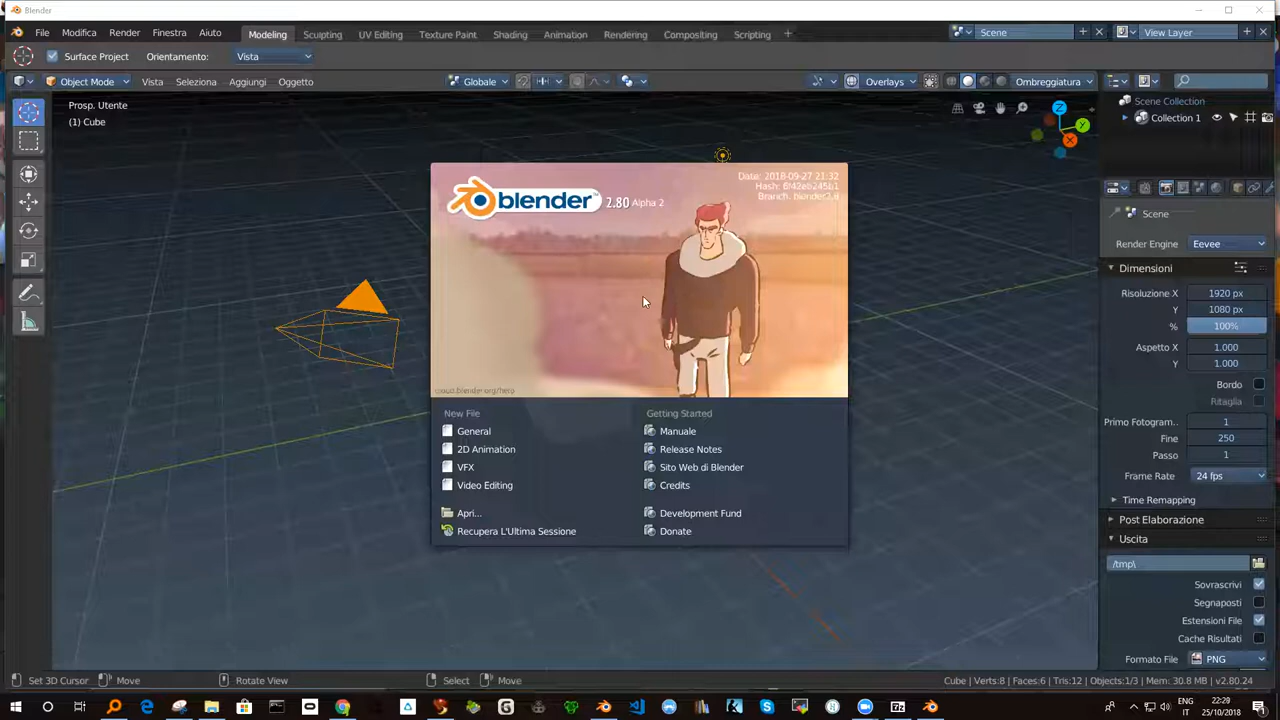 Blender
File Modifica Render Finestra Aiuto Modeling Sculpting UV Editing Texture Paint Shading Animation Rendering Compositing Scripting + Scene View Layer
Surface Project Orientamento: Vista
Object Mode Vista Seleziona Aggiungi Oggetto Globale Overlays Ombreggiatura
Prosp. Utente
(1) Cube
Z
Y
X
Scene Collection
Collection 1
Scene
Render Engine Eevee
Dimensioni
Risoluzione X 1920 px
Y 1080 px
% 100%
Aspetto X 1.000
Y 1.000
Bordo
Ritaglia
Primo Fotogram.. 1
Fine 250
Passo 1
Frame Rate 24 fps
Time Remapping
Post Elaborazione
Uscita
/tmp\
Sovrascrivi
Segnaposti
Estensioni File
Cache Risultati
Formato File PNG
blender™ 2.80 Alpha 2
Date: 2018-09-27 21:32
Hash: 6f42eb245b1
Branch: blender2.8
cloud.blender.org/hero
New File
General
2D Animation
VFX
Video Editing
Apri...
Recupera L'Ultima Sessione
Getting Started
Manuale
Release Notes
Sito Web di Blender
Credits
Development Fund
Donate
Set 3D Cursor Move Rotate View Select Move Cube | Verts:8 | Faces:6 | Tris:12 | Objects:1/3 | Mem: 30.8 MB | v2.80.24
ENG 22:29
IT 25/10/2018